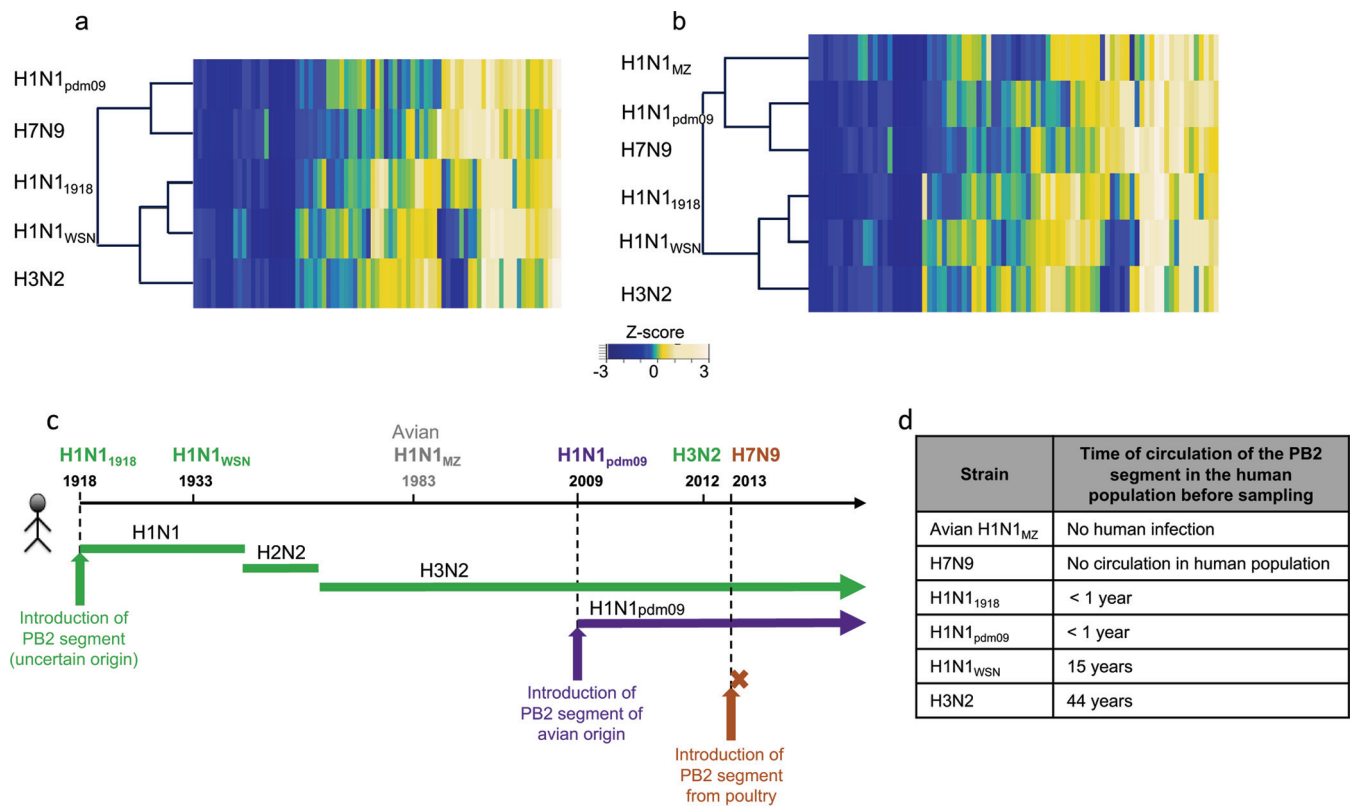 a
H1N1pdm09
H7N9
H1N11918
H1N1WSN
H3N2
b
H1N1MZ
H1N1pdm09
H7N9
H1N11918
H1N1WSN
H3N2
Z-score
-3 0 3
c
Avian
H1N11918 H1N1WSN H1N1MZ H1N1pdm09 H3N2 H7N9
1918 1933 1983 2009 2012 2013
H1N1
H2N2
H3N2
H1N1pdm09
Introduction of
PB2 segment
(uncertain origin)
Introduction of
PB2 segment of
avian origin
Introduction of
PB2 segment
from poultry
d
Strain
Time of circulation of the PB2
segment in the human
population before sampling
Avian H1N1MZ No human infection
H7N9 No circulation in human population
H1N11918 < 1 year
H1N1pdm09 < 1 year
H1N1WSN 15 years
H3N2 44 years